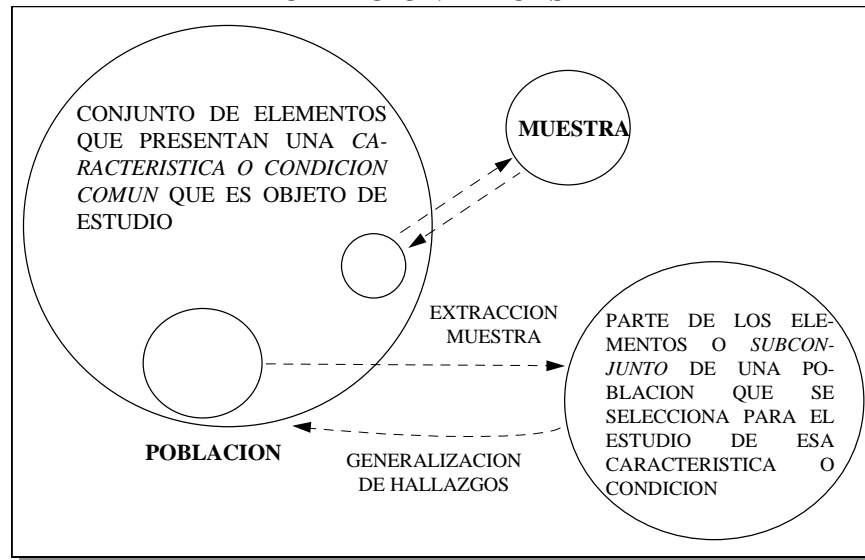 CONJUNTO DE ELEMENTOS
QUE PRESENTAN UNA CA-
RACTERISTICA O CONDICION
COMUN QUE ES OBJETO DE
ESTUDIO
MUESTRA
EXTRACCION
MUESTRA
PARTE DE LOS ELE-
MENTOS O SUBCON-
JUNTO DE UNA PO-
BLACION QUE SE
SELECCIONA PARA EL
ESTUDIO DE ESA
CARACTERISTICA O
CONDICION
POBLACION
GENERALIZACION
DE HALLAZGOS